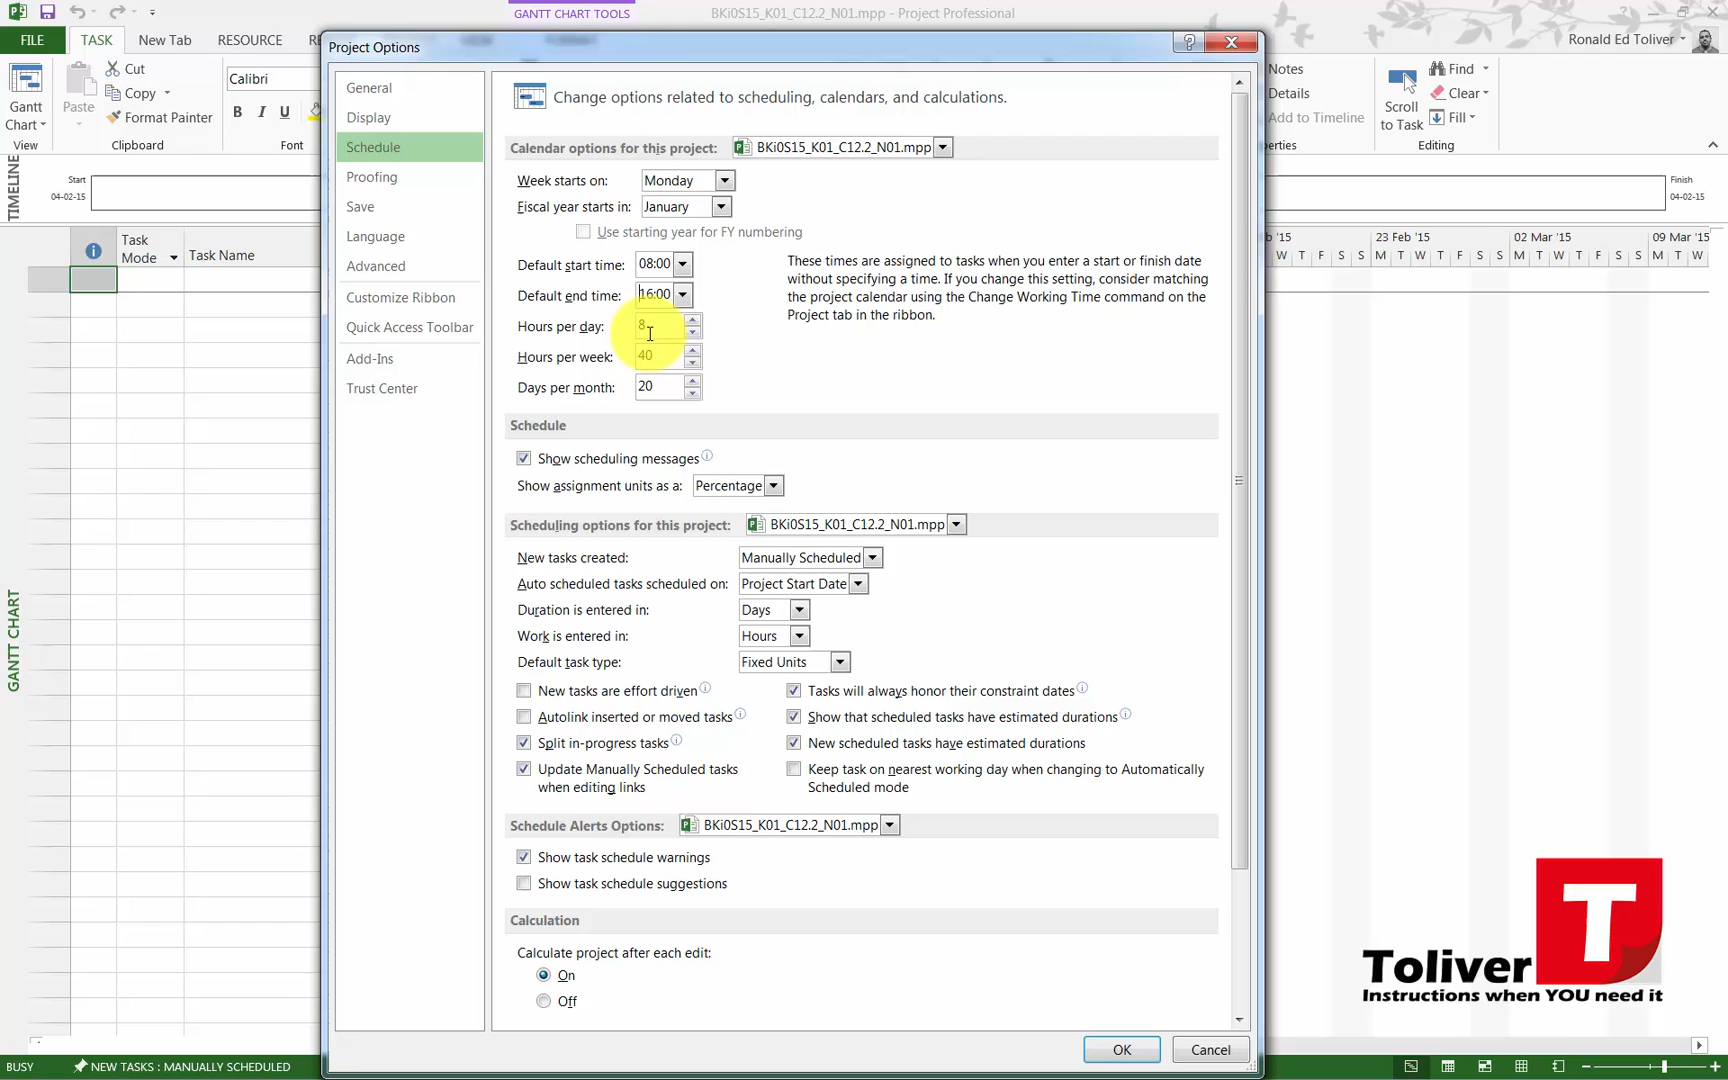 GANTT CHART TOOLS
BKi0S15_K01_C12.2_N01.mpp - Project Professional
FILE
TASK
New Tab
RESOURCE
Ronald Ed Toliver
Project Options
Gantt
Chart
View
Paste
Cut
Copy
Format Painter
Clipboard
Calibri
B I U
Font
Notes
Details
Add to Timeline
Scroll
to Task
Find
Clear
Fill
Editing
TIMELINE
Start
04-02-15
Finish
04-02-15
Task
Mode
Task Name
23 Feb '15
02 Mar '15
09 Mar '15
GANTT CHART
General
Display
Schedule
Proofing
Save
Language
Advanced
Customize Ribbon
Quick Access Toolbar
Add-Ins
Trust Center
Change options related to scheduling, calendars, and calculations.
Calendar options for this project: BKi0S15_K01_C12.2_N01.mpp
Week starts on: Monday
Fiscal year starts in: January
Use starting year for FY numbering
Default start time: 08:00
Default end time: 16:00
Hours per day: 8
Hours per week: 40
Days per month: 20
These times are assigned to tasks when you enter a start or finish date
without specifying a time. If you change this setting, consider matching
the project calendar using the Change Working Time command on the
Project tab in the ribbon.
Schedule
Show scheduling messages
Show assignment units as a: Percentage
Scheduling options for this project: BKi0S15_K01_C12.2_N01.mpp
New tasks created: Manually Scheduled
Auto scheduled tasks scheduled on: Project Start Date
Duration is entered in: Days
Work is entered in: Hours
Default task type: Fixed Units
New tasks are effort driven
Autolink inserted or moved tasks
Split in-progress tasks
Update Manually Scheduled tasks
when editing links
Tasks will always honor their constraint dates
Show that scheduled tasks have estimated durations
New scheduled tasks have estimated durations
Keep task on nearest working day when changing to Automatically
Scheduled mode
Schedule Alerts Options: BKi0S15_K01_C12.2_N01.mpp
Show task schedule warnings
Show task schedule suggestions
Calculation
Calculate project after each edit:
On
Off
OK
Cancel
T
Toliver
Instructions when YOU need it
BUSY
NEW TASKS : MANUALLY SCHEDULED